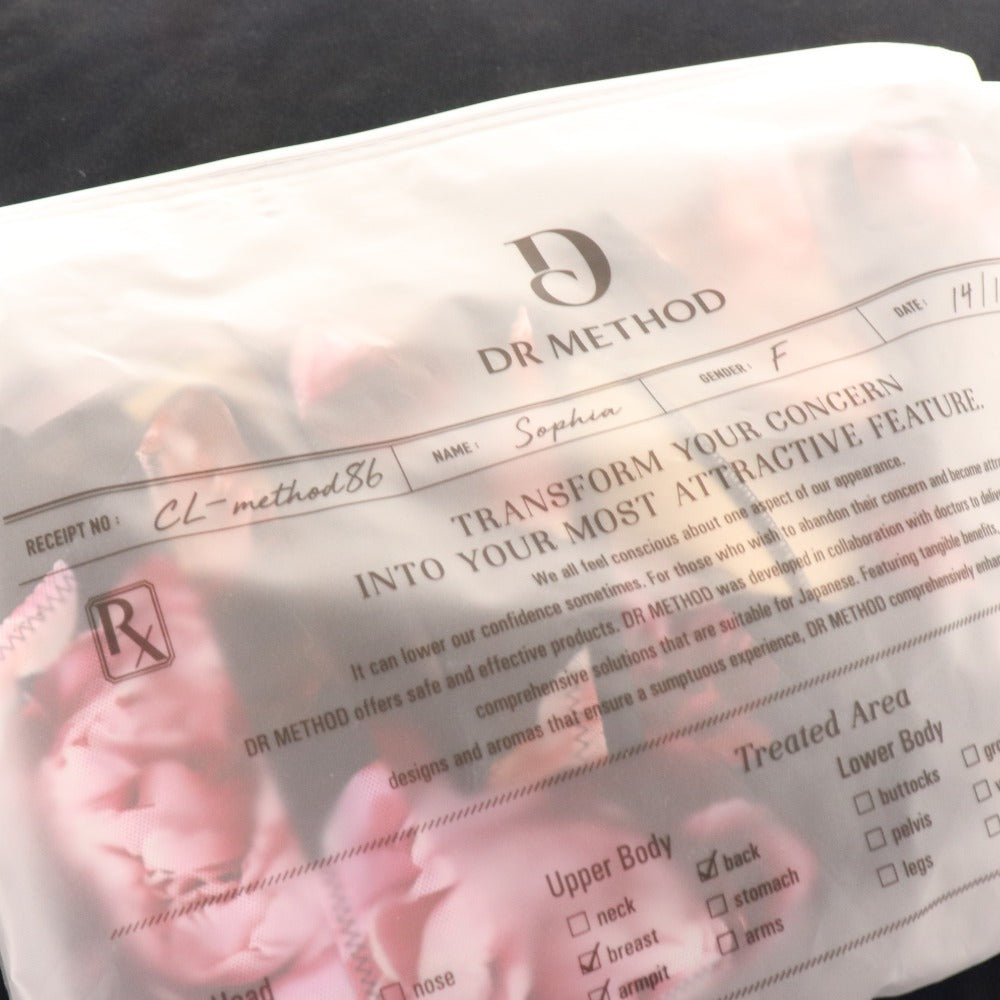 DR METHOD
RECEIPT NO: CL-method86 NAME: Sophia GENDER: F DATE: 14/1
TRANSFORM YOUR CONCERN
INTO YOUR MOST ATTRACTIVE FEATURE.
We all feel conscious about one aspect of our appearance.
It can lower our confidence sometimes. For those who wish to abandon their concern and become
DR METHOD offers safe and effective products. DR METHOD was developed in collaboration with doctors to
comprehensive solutions that are suitable for Japanese. Featuring tangible benefits,
designs and aromas that ensure a sumptuous experience, DR METHOD comprehensively
Rx
Treated Area
Lower Body
buttocks
pelvis
legs
Upper Body
neck
breast
armpit
back
stomach
arms
Head
nose